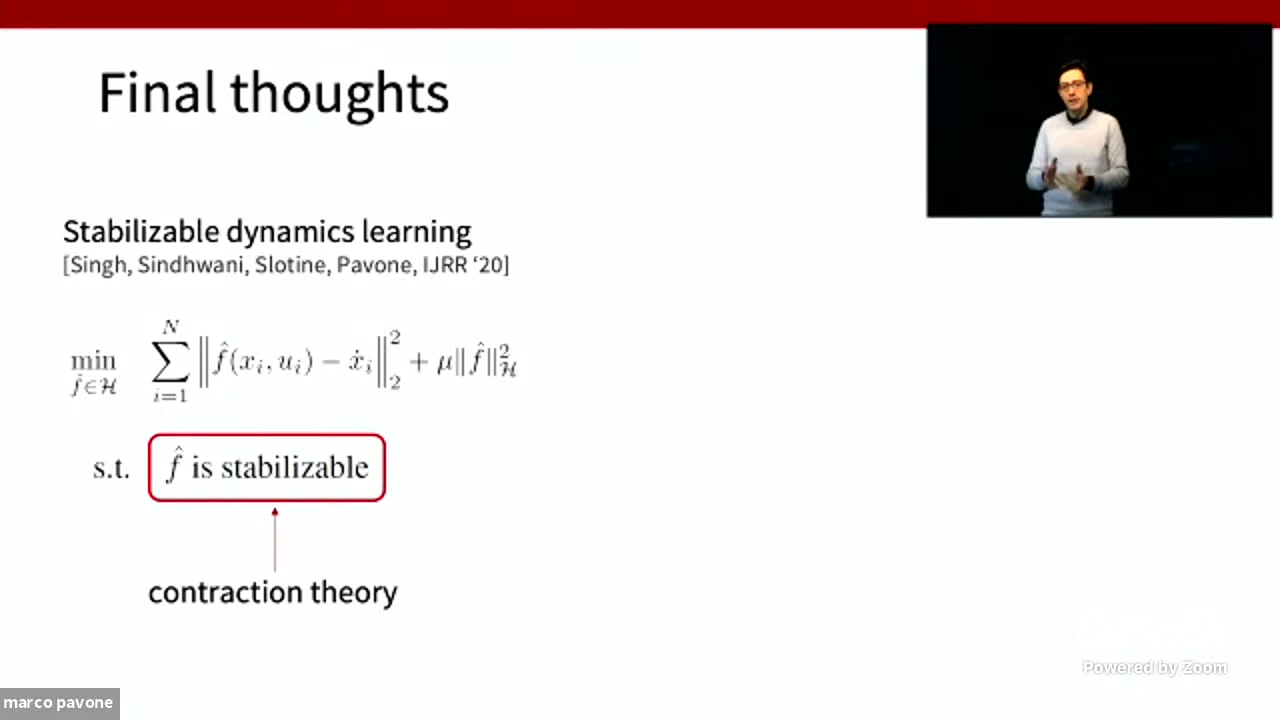 Final thoughts
Stabilizable dynamics learning
[Singh, Sindhwani, Slotine, Pavone, IJRR ‘20]
min_{f̂∈ℋ} ∑_{i=1}^{N} ‖f̂(x_i, u_i) − ẋ_i‖_2^2 + μ‖f̂‖_ℋ^2
s.t. f̂ is stabilizable
contraction theory
Powered by Zoom
marco pavone